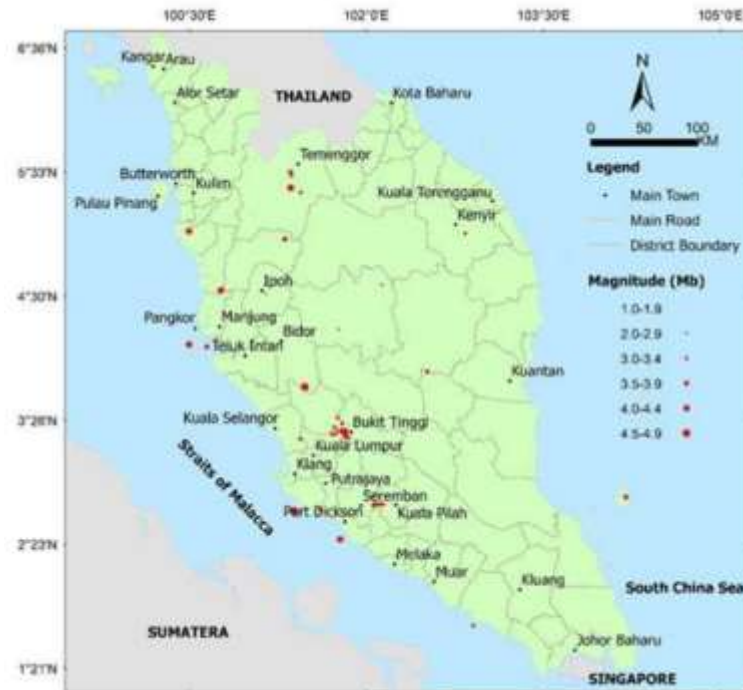 100°30'E 102°0'E 103°30'E 105°0'E
6°36'N
5°33'N
4°30'N
3°26'N
2°23'N
1°21'N
Kangar
Arau
Alor Setar
THAILAND
Kota Baharu
Temenggor
Butterworth
Kulim
Pulau Pinang
Kuala Torengganu
Kenyir
Ipoh
Pangkor
Manjung
Bidor
Teluk Intan
Kuantan
Kuala Selangor
Bukit Tinggi
Kuala Lumpur
Klang
Putrajaya
Straits of Malacca
Seremban
Port Dickson
Kuala Pilah
Melaka
Muar
Kluang
South China Sea
SUMATERA
Johor Baharu
SINGAPORE
N
0 50 100
KM
Legend
Main Town
Main Road
District Boundary
Magnitude (Mb)
1.0-1.9
2.0-2.9
3.0-3.4
3.5-3.9
4.0-4.4
4.5-4.9